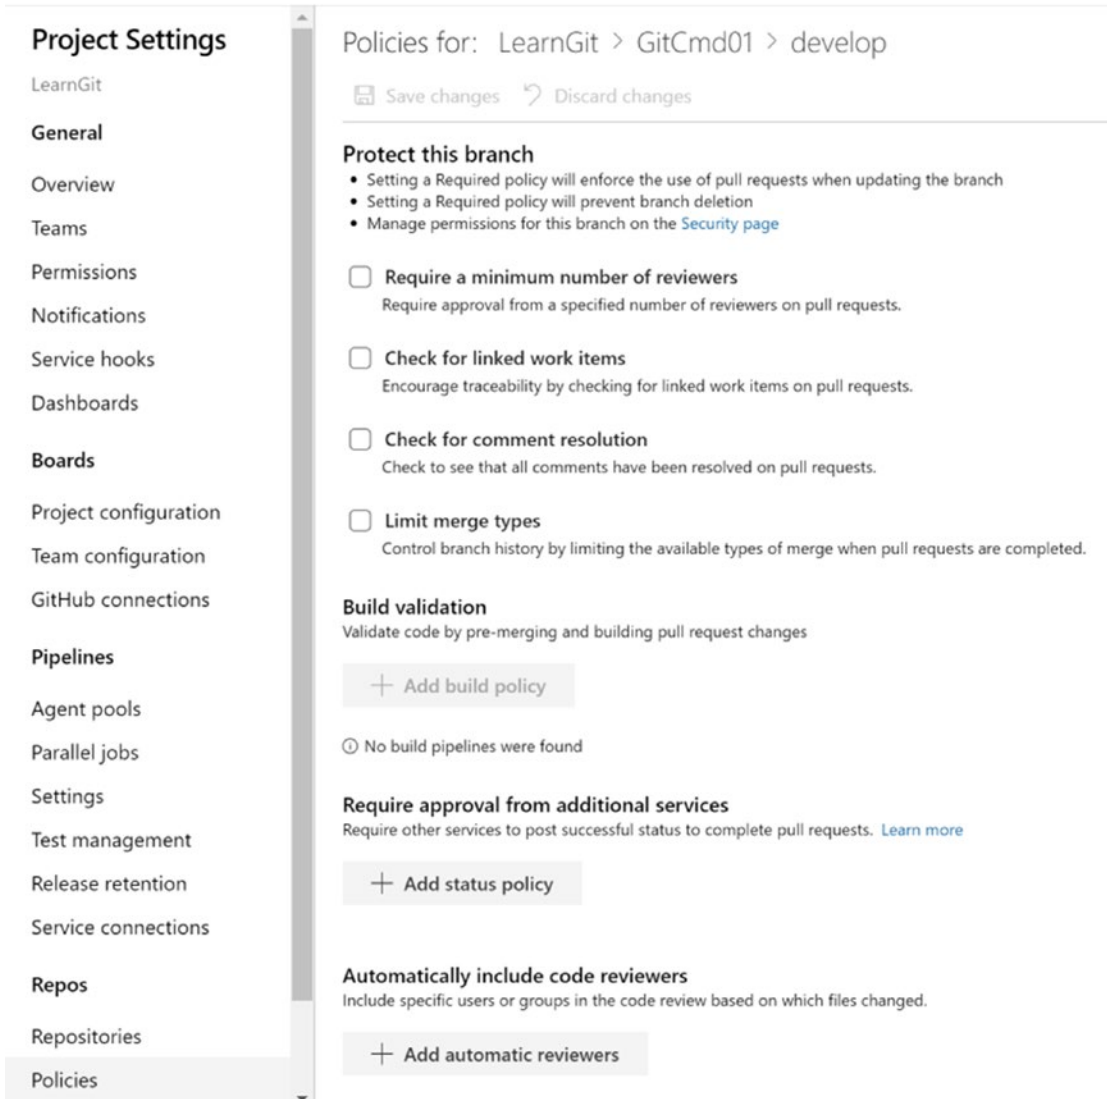 Project Settings
LearnGit
General
Overview
Teams
Permissions
Notifications
Service hooks
Dashboards
Boards
Project configuration
Team configuration
GitHub connections
Pipelines
Agent pools
Parallel jobs
Settings
Test management
Release retention
Service connections
Repos
Repositories
Policies
Policies for: LearnGit > GitCmd01 > develop
Save changes Discard changes
Protect this branch
• Setting a Required policy will enforce the use of pull requests when updating the branch
• Setting a Required policy will prevent branch deletion
• Manage permissions for this branch on the Security page
Require a minimum number of reviewers
Require approval from a specified number of reviewers on pull requests.
Check for linked work items
Encourage traceability by checking for linked work items on pull requests.
Check for comment resolution
Check to see that all comments have been resolved on pull requests.
Limit merge types
Control branch history by limiting the available types of merge when pull requests are completed.
Build validation
Validate code by pre-merging and building pull request changes
+ Add build policy
No build pipelines were found
Require approval from additional services
Require other services to post successful status to complete pull requests. Learn more
+ Add status policy
Automatically include code reviewers
Include specific users or groups in the code review based on which files changed.
+ Add automatic reviewers